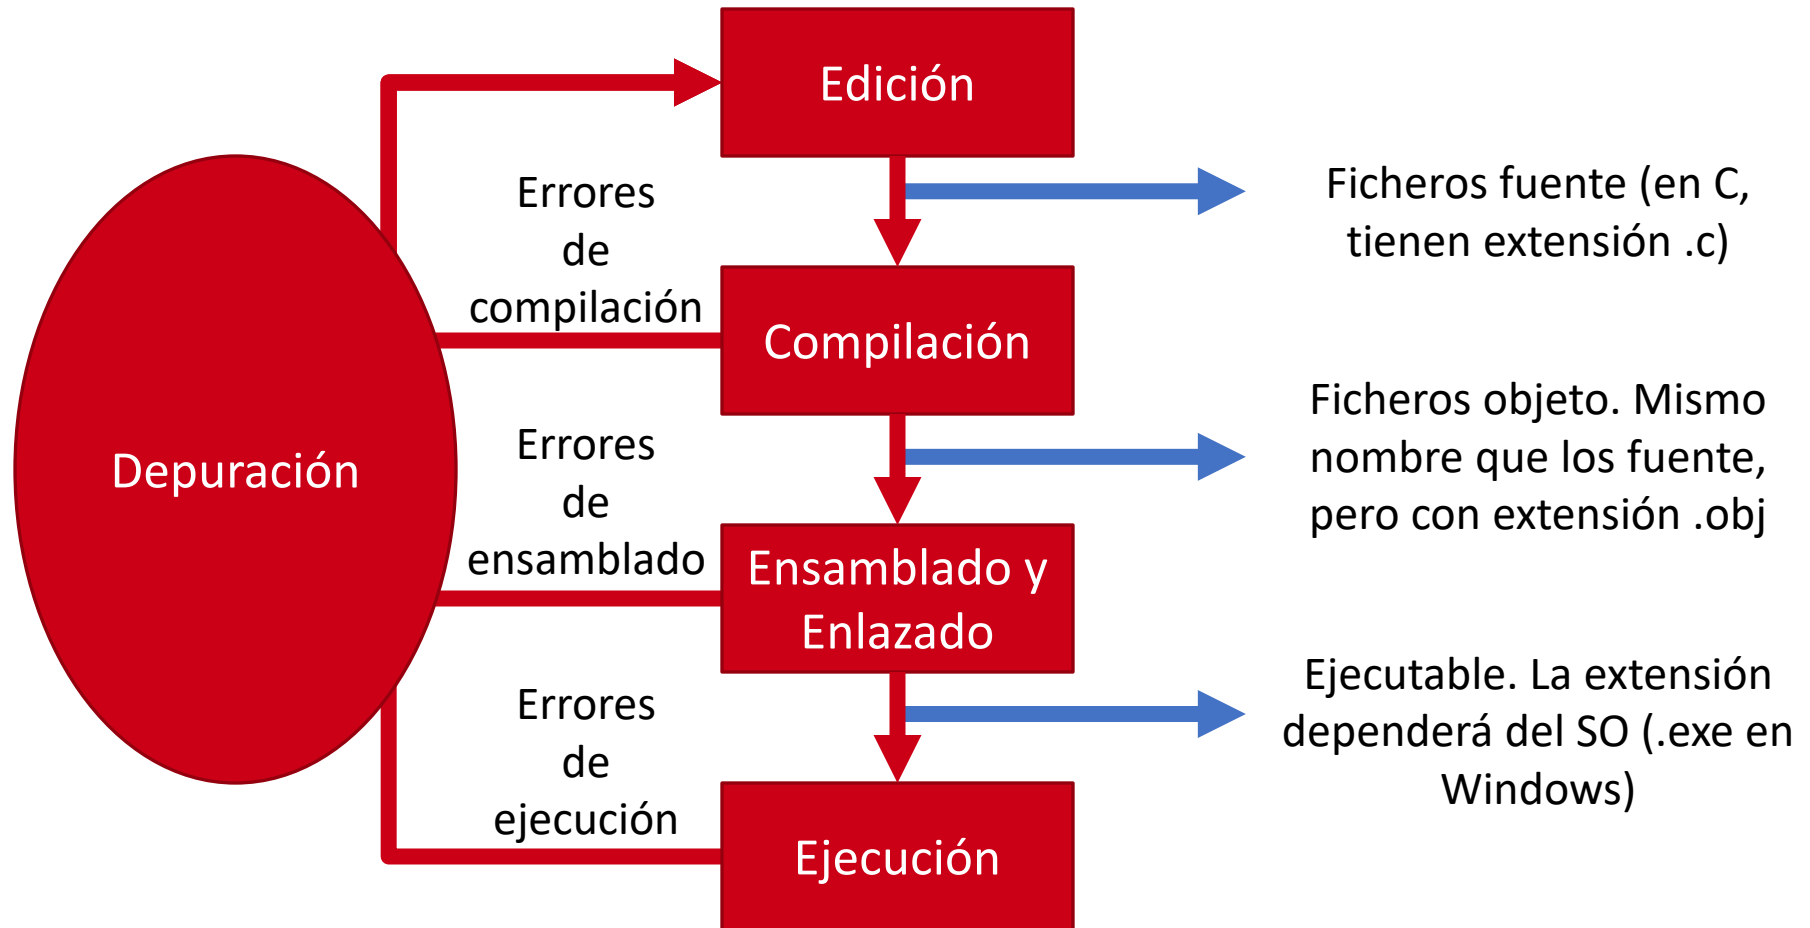 Edición
Errores
de
compilación
Ficheros fuente (en C,
tienen extensión .c)
Compilación
Depuración
Errores
de
ensamblado
Ficheros objeto. Mismo
nombre que los fuente,
pero con extensión .obj
Ensamblado y
Enlazado
Errores
de
ejecución
Ejecutable. La extensión
dependerá del SO (.exe en
Windows)
Ejecución